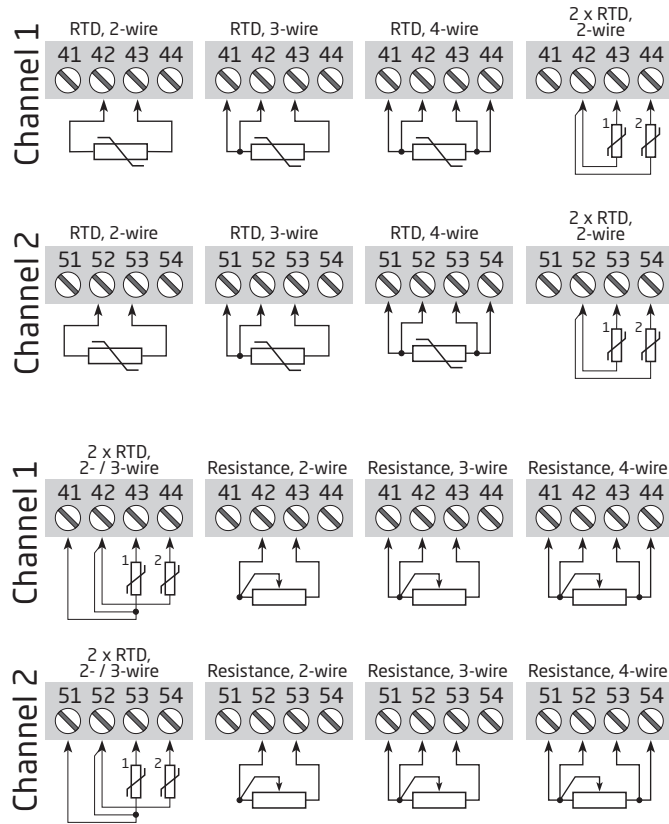 Channel 1
RTD, 2-wire
41 42 43 44
RTD, 3-wire
41 42 43 44
RTD, 4-wire
41 42 43 44
2 x RTD,
2-wire
41 42 43 44
1 2
Channel 2
RTD, 2-wire
51 52 53 54
RTD, 3-wire
51 52 53 54
RTD, 4-wire
51 52 53 54
2 x RTD,
2-wire
51 52 53 54
1 2
Channel 1
2 x RTD,
2- / 3-wire
41 42 43 44
1 2
Resistance, 2-wire
41 42 43 44
Resistance, 3-wire
41 42 43 44
Resistance, 4-wire
41 42 43 44
Channel 2
2 x RTD,
2- / 3-wire
51 52 53 54
1 2
Resistance, 2-wire
51 52 53 54
Resistance, 3-wire
51 52 53 54
Resistance, 4-wire
51 52 53 54